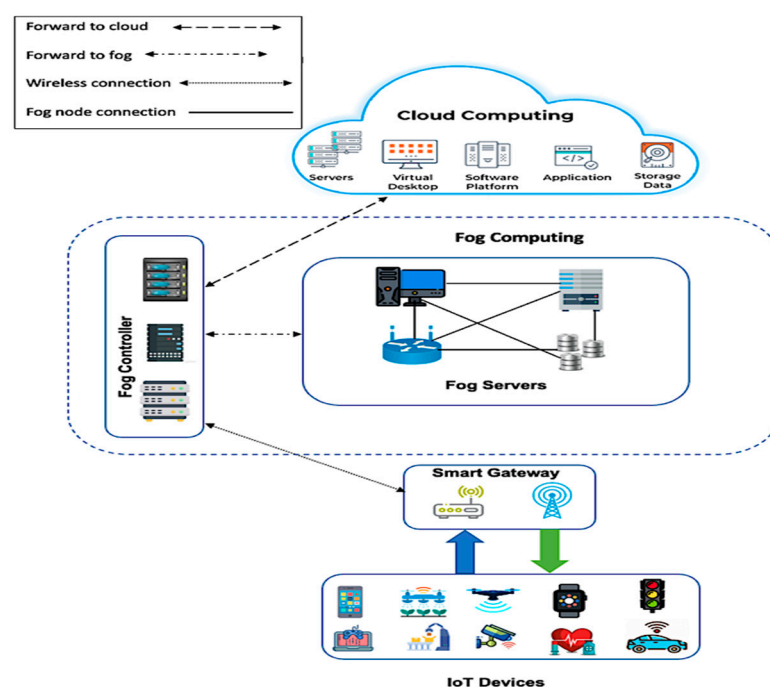 Forward to cloud
Forward to fog
Wireless connection
Fog node connection
Cloud Computing
Servers
Virtual
Desktop
Software
Platform
Application
Storage
Data
Fog Computing
Fog Controller
Fog Servers
Smart Gateway
IoT Devices